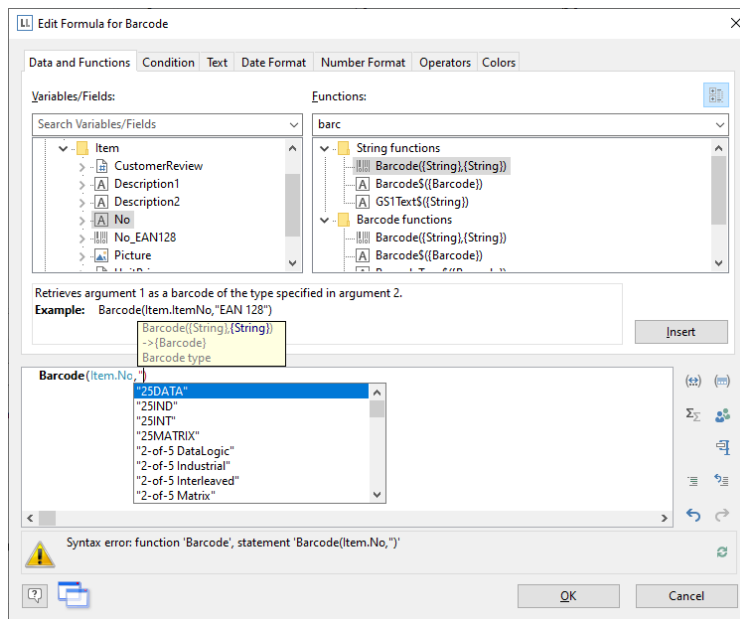 LL Edit Formula for Barcode
Data and Functions Condition Text Date Format Number Format Operators Colors
Variables/Fields: Functions:
Search Variables/Fields barc
Item String functions
CustomerReview Barcode({String},{String})
Description1 Barcode$({Barcode})
Description2 GS1Text$({String})
No Barcode functions
No_EAN128 Barcode({String},{String})
Picture Barcode$({Barcode})
Retrieves argument 1 as a barcode of the type specified in argument 2.
Example: Barcode(Item.ItemNo,"EAN 128")
Barcode({String},{String})
->{Barcode}
Barcode type
Insert
Barcode(Item.No,")
"25DATA"
"25IND"
"25INT"
"25MATRIX"
"2-of-5 DataLogic"
"2-of-5 Industrial"
"2-of-5 Interleaved"
"2-of-5 Matrix"
Syntax error: function 'Barcode', statement 'Barcode(Item.No,")'
OK Cancel